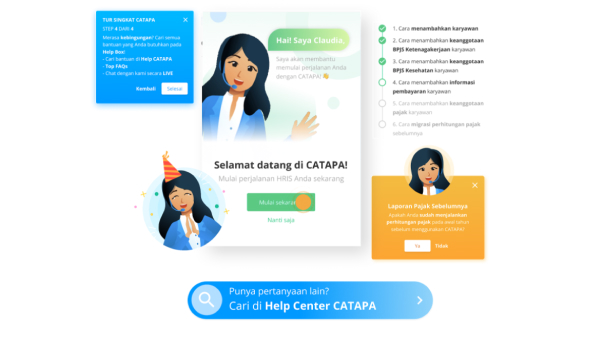 TUR SINGKAT CATAPA
STEP 4 DARI 4
Merasa kebingungan? Cari semua
bantuan yang Anda butuhkan pada
Help Box!
- Cari bantuan di Help CATAPA
- Top FAQs
- Chat dengan kami secara LIVE
Kembali
Selesai
Hai! Saya Claudia,
Saya akan membantu
memulai perjalanan Anda
dengan CATAPA! 👋
Selamat datang di CATAPA!
Mulai perjalanan HRIS Anda sekarang
Mulai sekarang
Nanti saja
1. Cara menambahkan karyawan
2. Cara menambahkan keanggotaan
BPJS Ketenagakerjaan karyawan
3. Cara menambahkan keanggotaan
BPJS Kesehatan karyawan
4. Cara menambahkan informasi
pembayaran karyawan
5. Cara menambahkan keanggotaan
pajak karyawan
6. Cara migrasi perhitungan pajak
sebelumnya
Laporan Pajak Sebelumnya
Apakah Anda sudah menjalankan
perhitungan pajak pada awal tahun
sebelum menggunakan CATAPA?
Ya
Tidak
Punya pertanyaan lain?
Cari di Help Center CATAPA